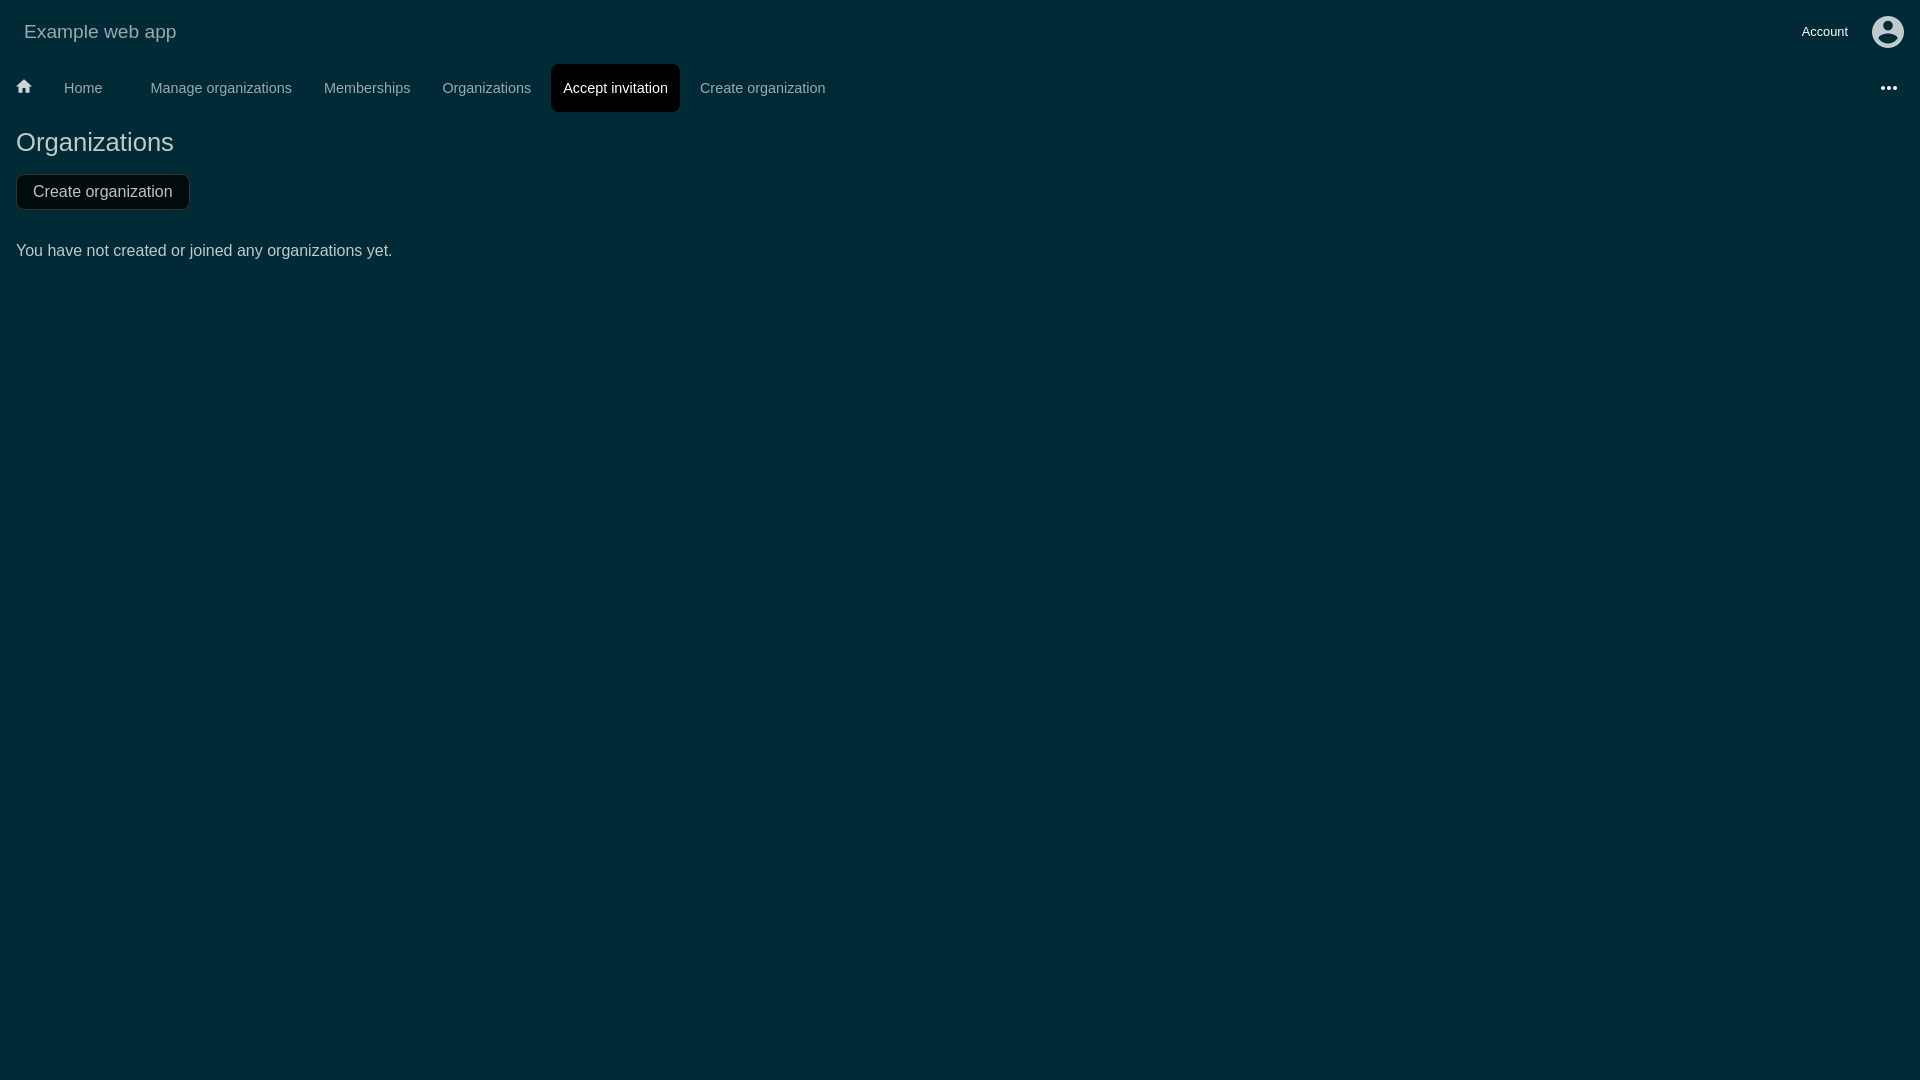 Example web app
Account
Home
Manage organizations
Memberships
Organizations
Accept invitation
Create organization
Organizations
Create organization
You have not created or joined any organizations yet.